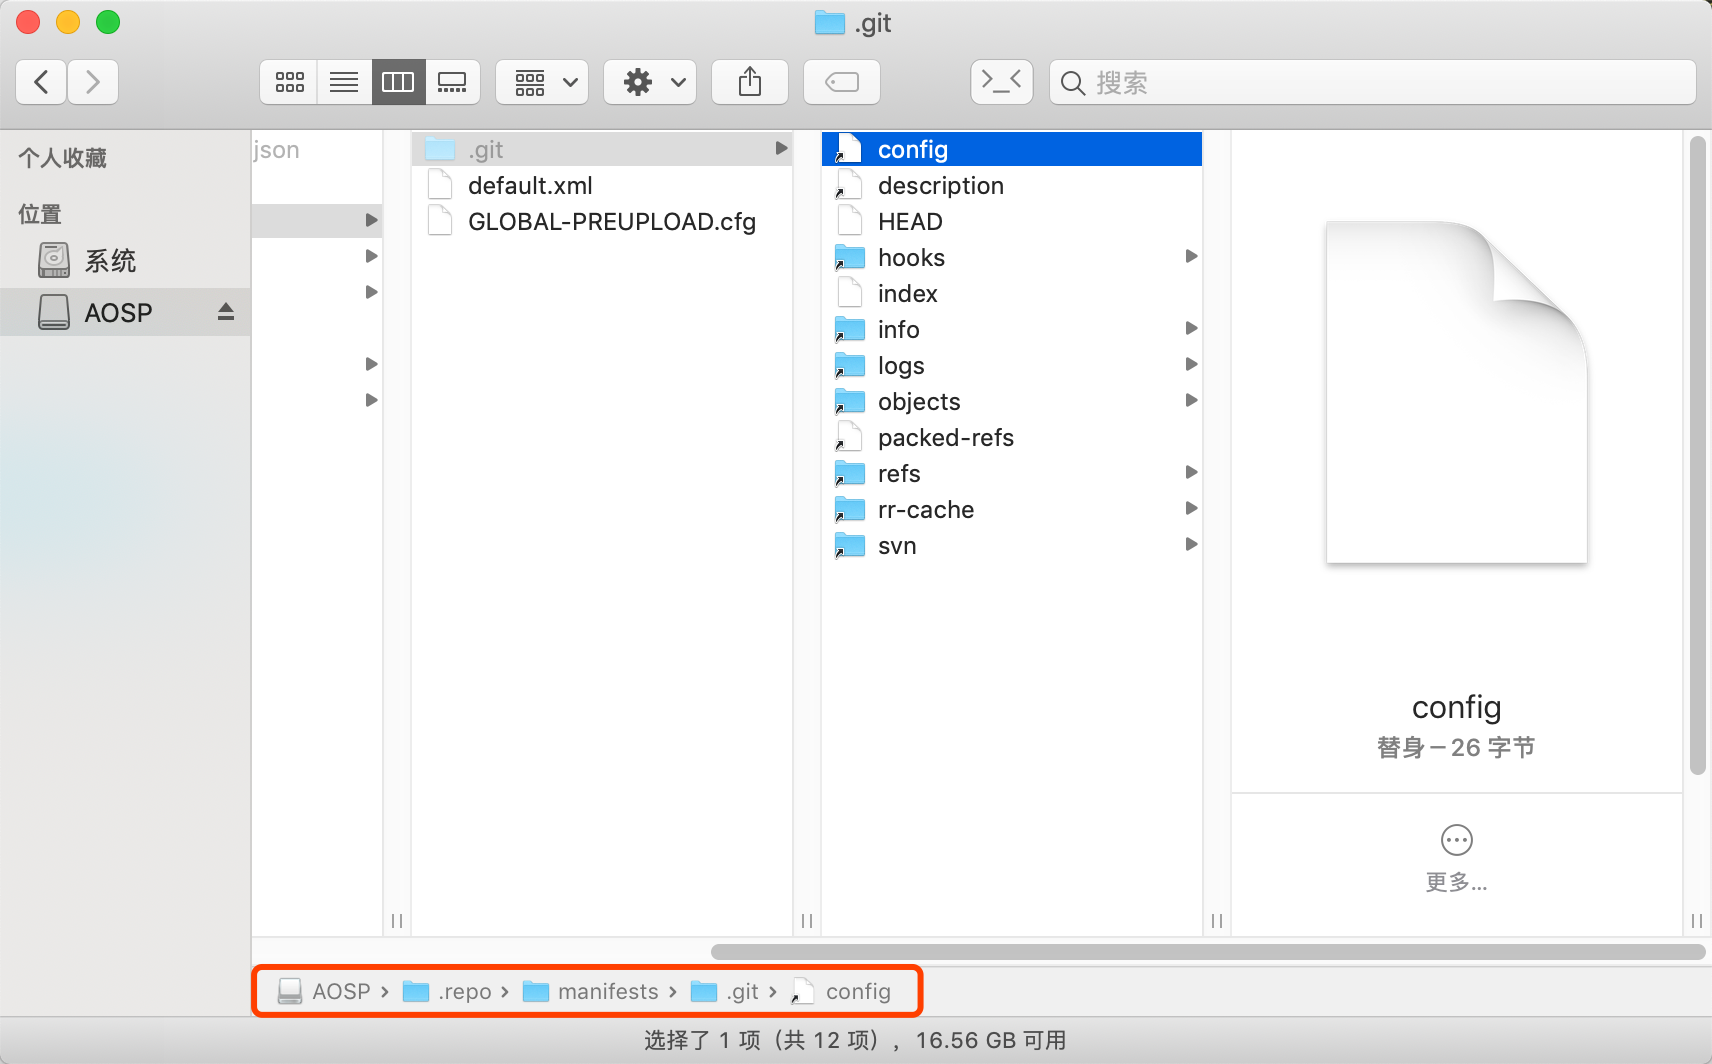 .git
搜索
个人收藏
位置
系统
AOSP
json
.git
default.xml
GLOBAL-PREUPLOAD.cfg
config
description
HEAD
hooks
index
info
logs
objects
packed-refs
refs
rr-cache
svn
config
替身－26 字节
更多...
AOSP › .repo › manifests › .git › config
选择了 1 项（共 12 项），16.56 GB 可用